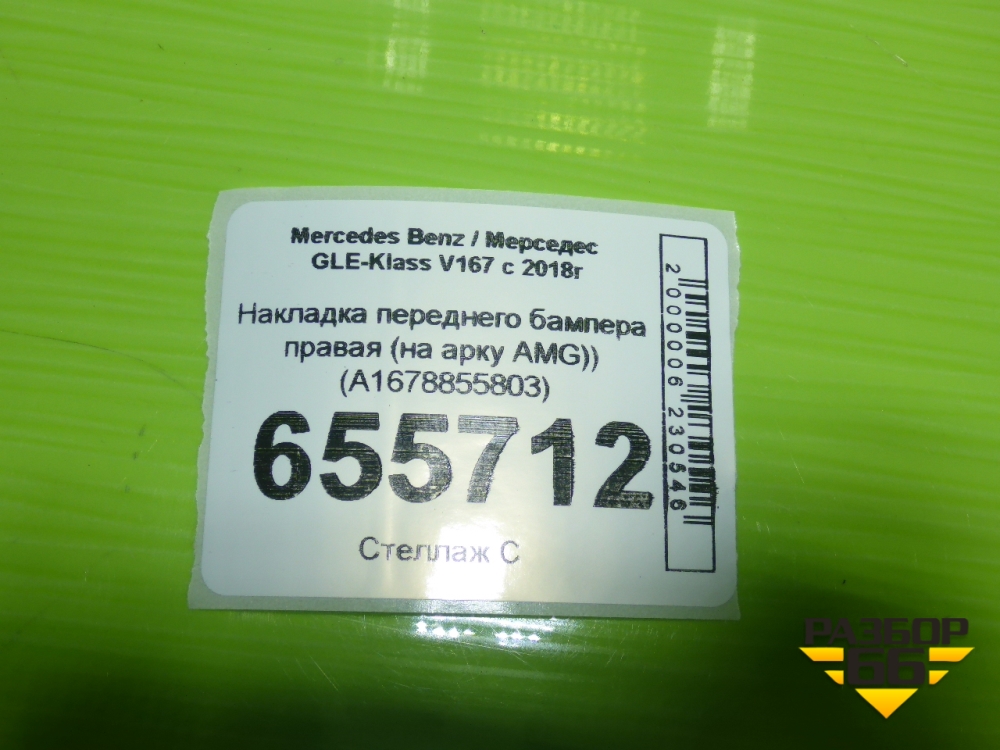 Mercedes Benz / Мерседес
GLE-Klass V167 с 2018г
Накладка переднего бампера
правая (на арку AMG))
(A1678855803)
655712
Стеллаж С
2000006230546
РАЗБОР
66